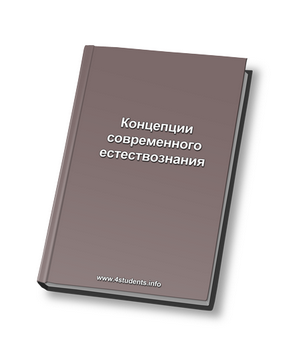 Концепции
современного
естествознания
www.4students.info